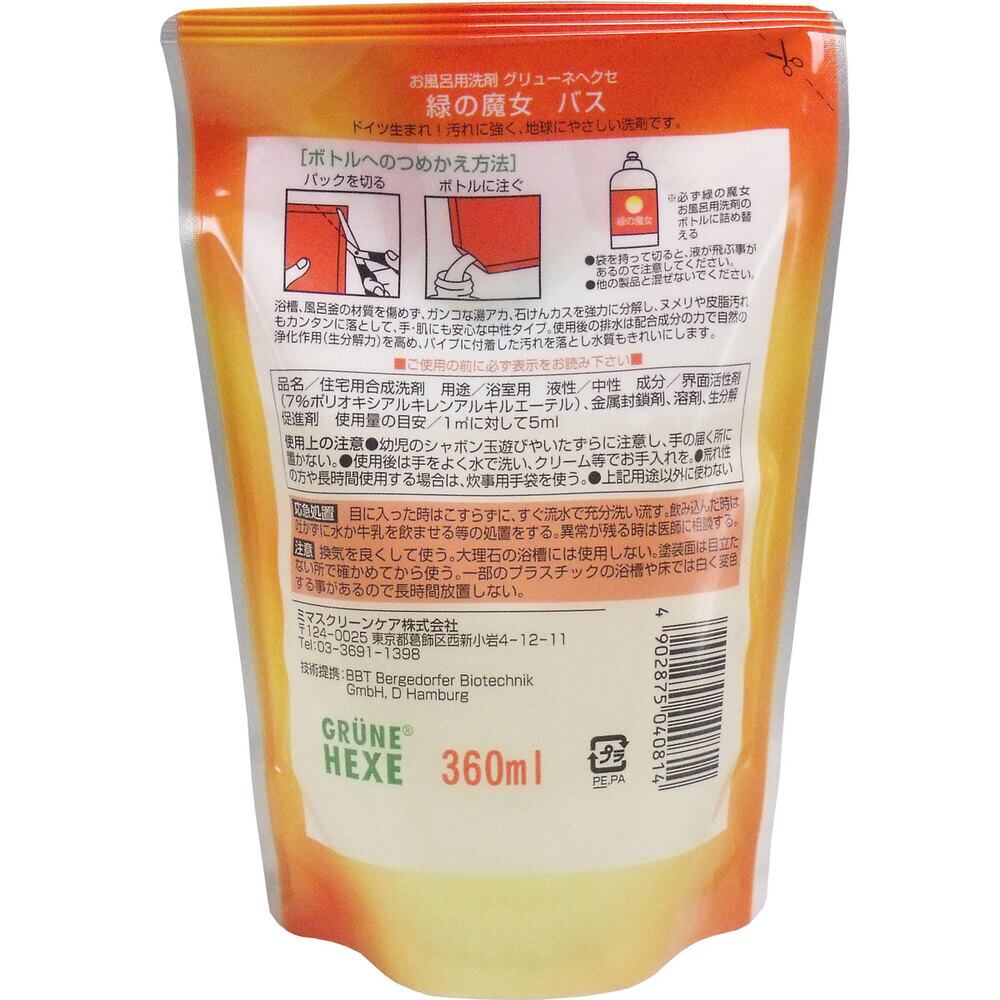 お風呂用洗剤 グリューネヘクセ
緑の魔女 バス
ドイツ生まれ！汚れに強く、地球にやさしい洗剤です。
[ボトルへのつめかえ方法]
パックを切る
ボトルに注ぐ
緑の魔女
※必ず緑の魔女
お風呂用洗剤の
ボトルに詰め替
える
●袋を持って切ると、液が飛ぶ事が
あるので注意してください。
●他の製品と混ぜないでください。
浴槽、風呂釜の材質を傷めず、ガンコな湯アカ、石けんカスを強力に分解し、ヌメリや皮脂汚れ
もカンタンに落として、手・肌にも安心な中性タイプ。使用後の排水は配合成分の力で自然の
浄化作用(生分解力)を高め、パイプに付着した汚れを落とし水質もきれいにします。
■ご使用の前に必ず表示をお読み下さい■
品名／住宅用合成洗剤 用途／浴室用 液性／中性 成分／界面活性剤
(7%ポリオキシアルキレンアルキルエーテル)、金属封鎖剤、溶剤、生分解
促進剤 使用量の目安／1㎡に対して5ml
使用上の注意●幼児のシャボン玉遊びやいたずらに注意し、手の届く所に
置かない。●使用後は手をよく水で洗い、クリーム等でお手入れを。●荒れ性
の方や長時間使用する場合は、炊事用手袋を使う。●上記用途以外に使わない
応急処置 目に入った時はこすらずに、すぐ流水で充分洗い流す。飲み込んだ時は
吐かずに水か牛乳を飲ませる等の処置をする。異常が残る時は医師に相談する。
注意 換気を良くして使う。大理石の浴槽には使用しない。塗装面は目立た
ない所で確かめてから使う。一部のプラスチックの浴槽や床では白く変色
する事があるので長時間放置しない。
ミマスクリーンケア株式会社
〒124-0025 東京都葛飾区西新小岩4-12-11
Tel:03-3691-1398
技術提携:BBT Bergedorfer Biotechnik
GmbH, D Hamburg
GRÜNE®
HEXE
360ml
プラ
PE,PA
4 902875 040814